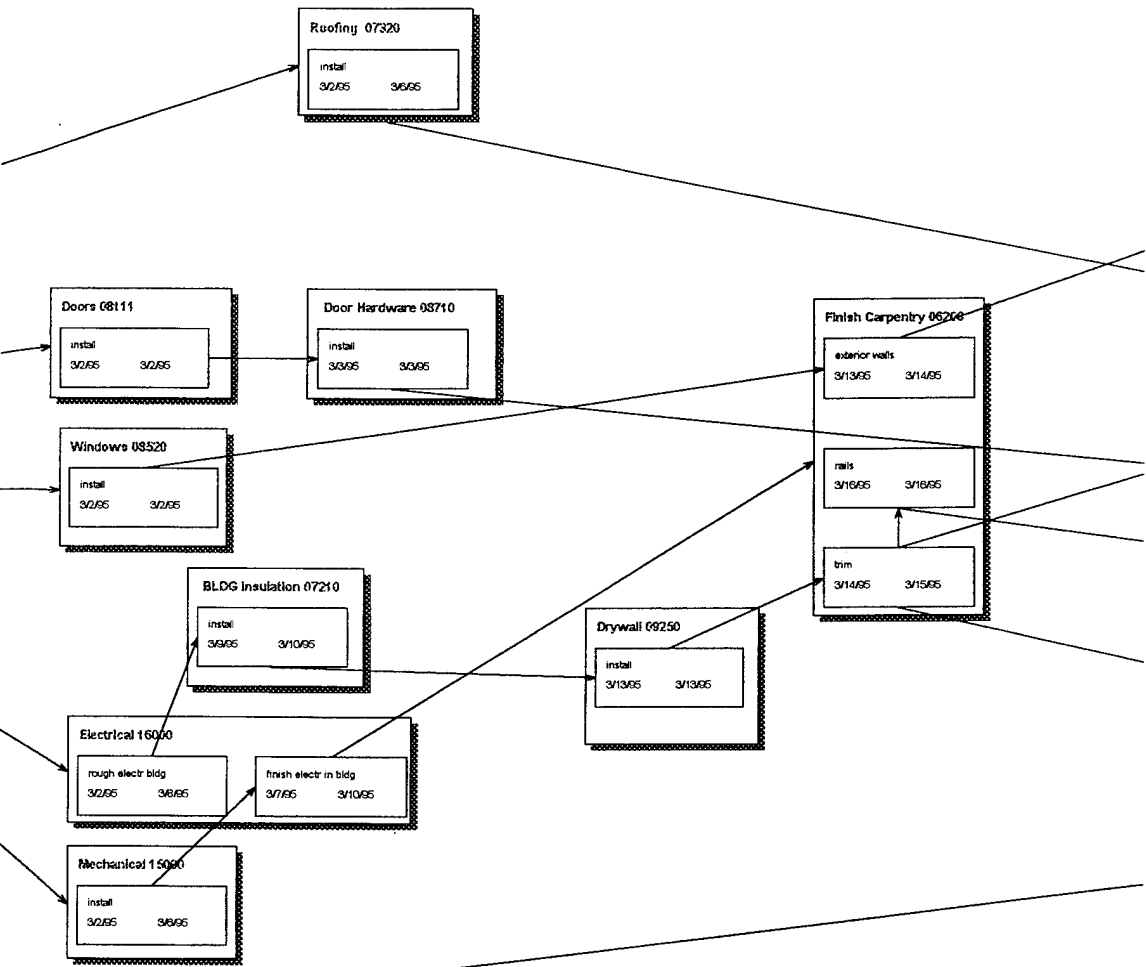 Roofing 07320
install
3/2/95 3/6/95
Doors 08111
install
3/2/95 3/2/95
Door Hardware 08710
install
3/3/95 3/3/95
Finish Carpentry 06200
exterior walls
3/13/95 3/14/95
rails
3/16/95 3/16/95
trim
3/14/95 3/15/95
Windows 08520
install
3/2/95 3/2/95
BLDG Insulation 07210
install
3/9/95 3/10/95
Drywall 09250
install
3/13/95 3/13/95
Electrical 16000
rough electr bldg
3/2/95 3/8/95
finish electr in bldg
3/7/95 3/10/95
Mechanical 15000
install
3/2/95 3/6/95